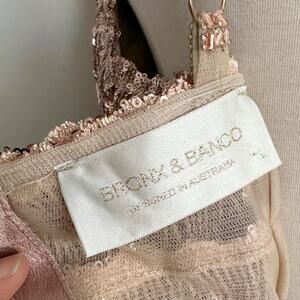 BRONX & BANCO
DESIGNED IN AUSTRALIA